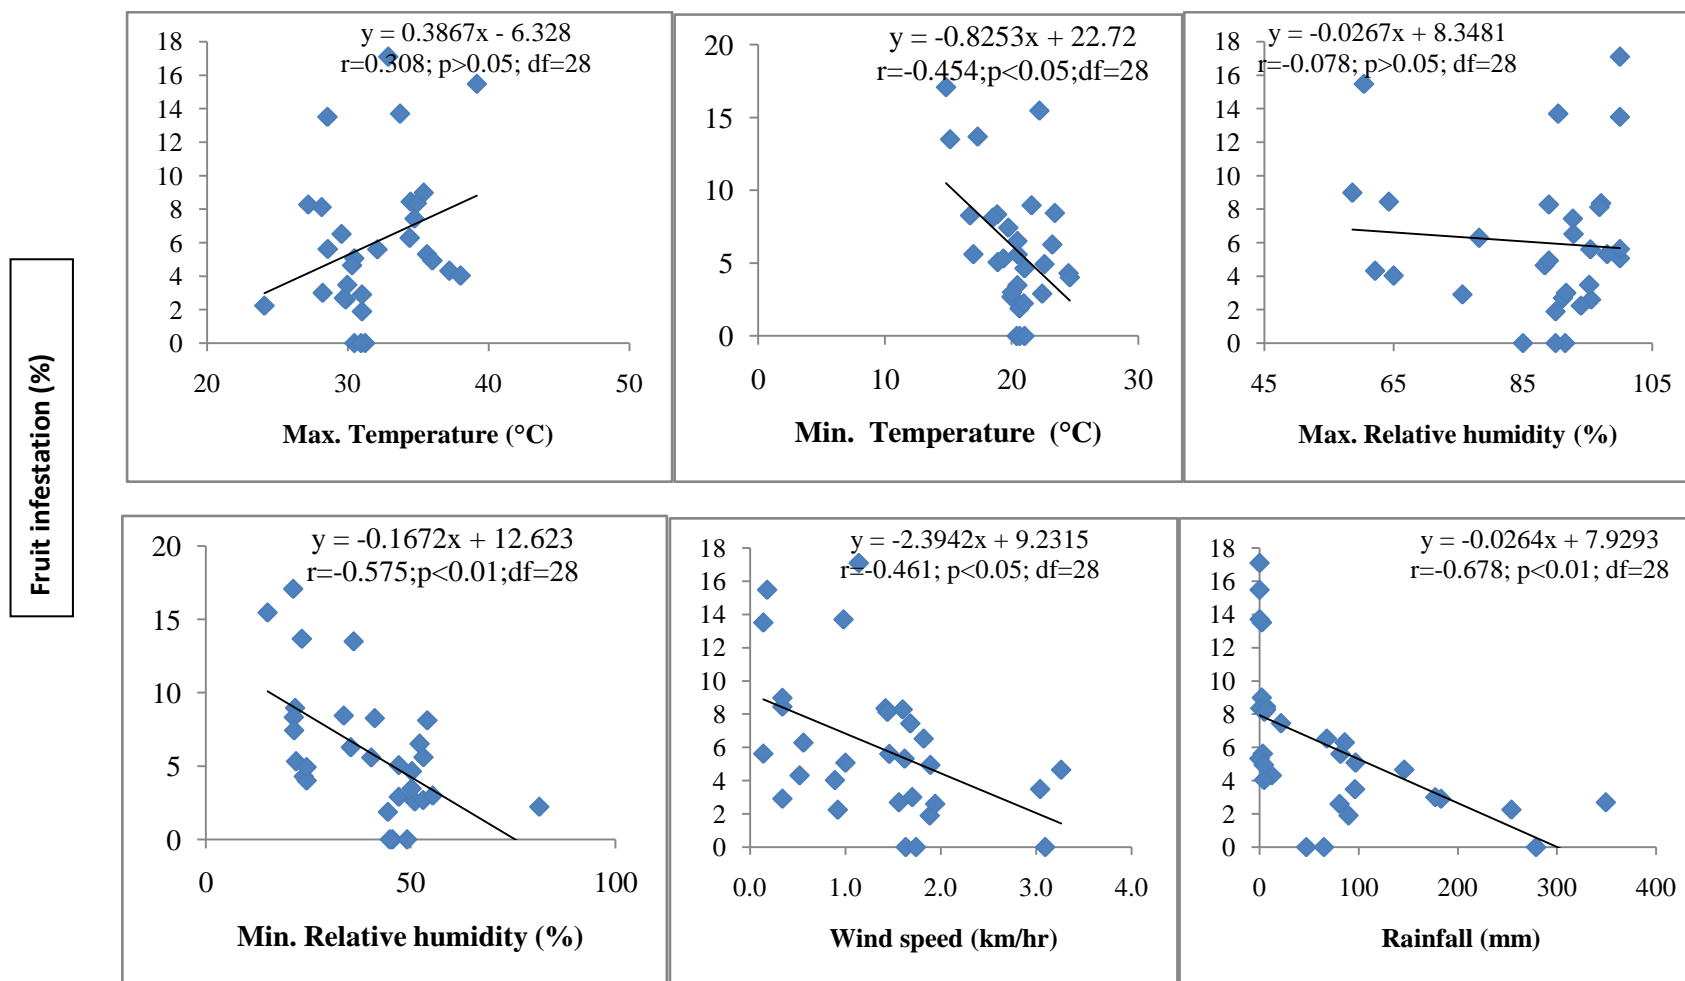 Fruit infestation (%)
y = 0.3867x - 6.328
r=0.308; p>0.05; df=28
18
16
14
12
10
8
6
4
2
0
20 30 40 50
Max. Temperature (°C)
y = -0.8253x + 22.72
r=-0.454;p<0.05;df=28
20
15
10
5
0
0 10 20 30
Min. Temperature (°C)
y = -0.0267x + 8.3481
r=-0.078; p>0.05; df=28
18
16
14
12
10
8
6
4
2
0
45 65 85 105
Max. Relative humidity (%)
y = -0.1672x + 12.623
r=-0.575;p<0.01;df=28
20
15
10
5
0
0 50 100
Min. Relative humidity (%)
y = -2.3942x + 9.2315
r=-0.461; p<0.05; df=28
18
16
14
12
10
8
6
4
2
0
0.0 1.0 2.0 3.0 4.0
Wind speed (km/hr)
y = -0.0264x + 7.9293
r=-0.678; p<0.01; df=28
18
16
14
12
10
8
6
4
2
0
0 100 200 300 400
Rainfall (mm)